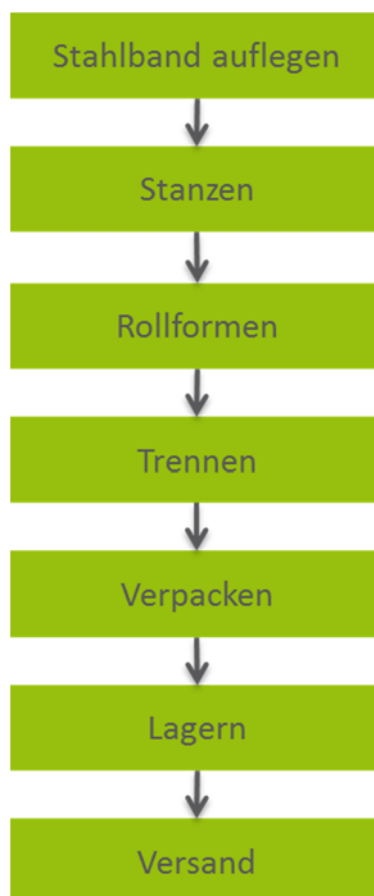 Stahlband auflegen
Stanzen
Rollformen
Trennen
Verpacken
Lagern
Versand